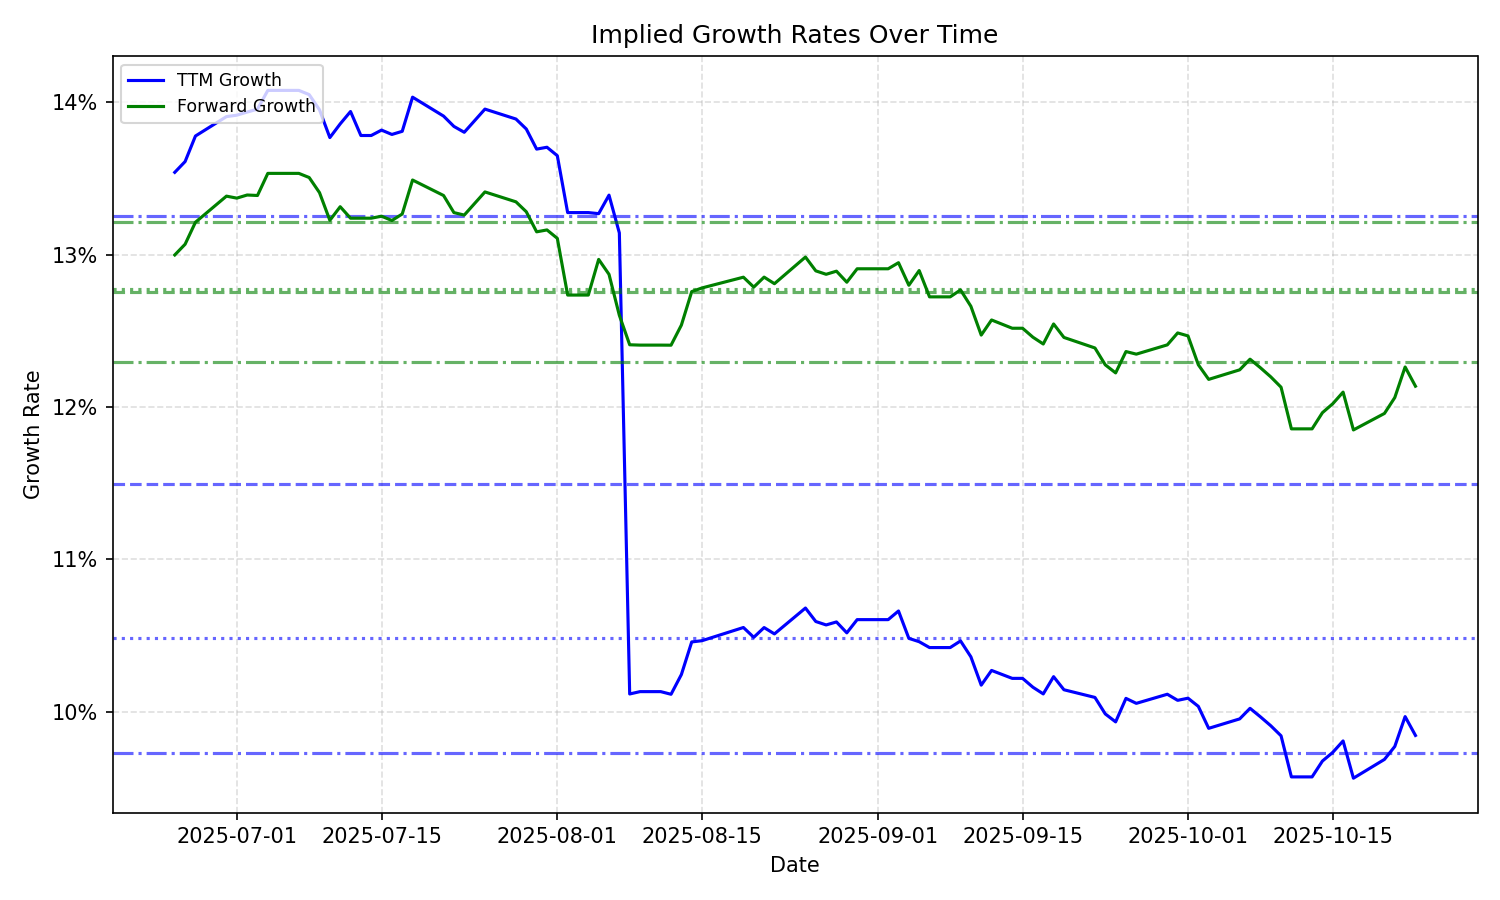 Implied Growth Rates Over Time
TTM Growth
Forward Growth
14%
13%
12%
11%
10%
Growth Rate
2025-07-01
2025-07-15
2025-08-01
2025-08-15
2025-09-01
2025-09-15
2025-10-01
2025-10-15
Date